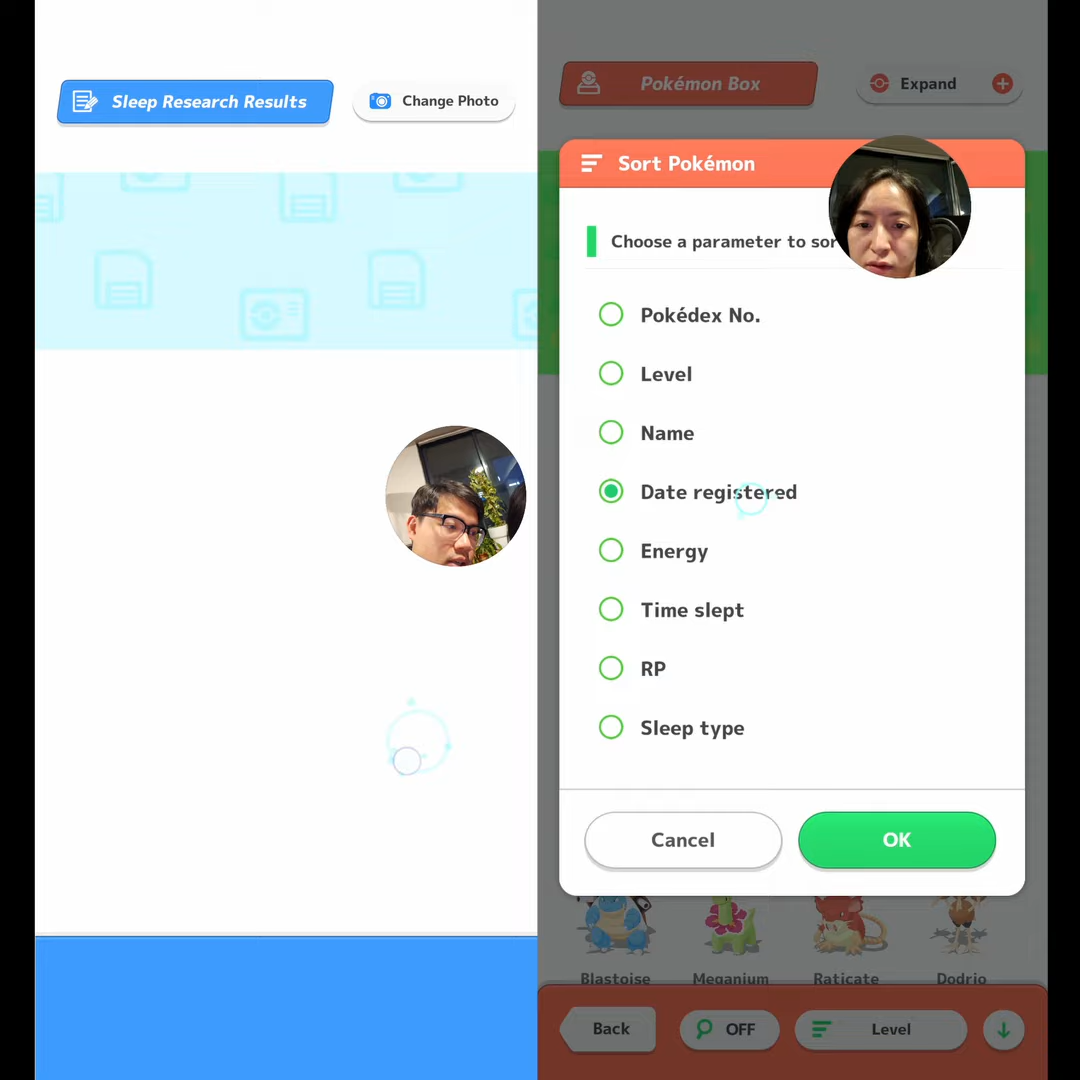 Sleep Research Results
Change Photo
Pokémon Box
Expand
Sort Pokémon
Choose a parameter to sor
Pokédex No.
Level
Name
Date registered
Energy
Time slept
RP
Sleep type
Cancel
OK
Blastoise
Meganium
Raticate
Dodrio
Back
OFF
Level